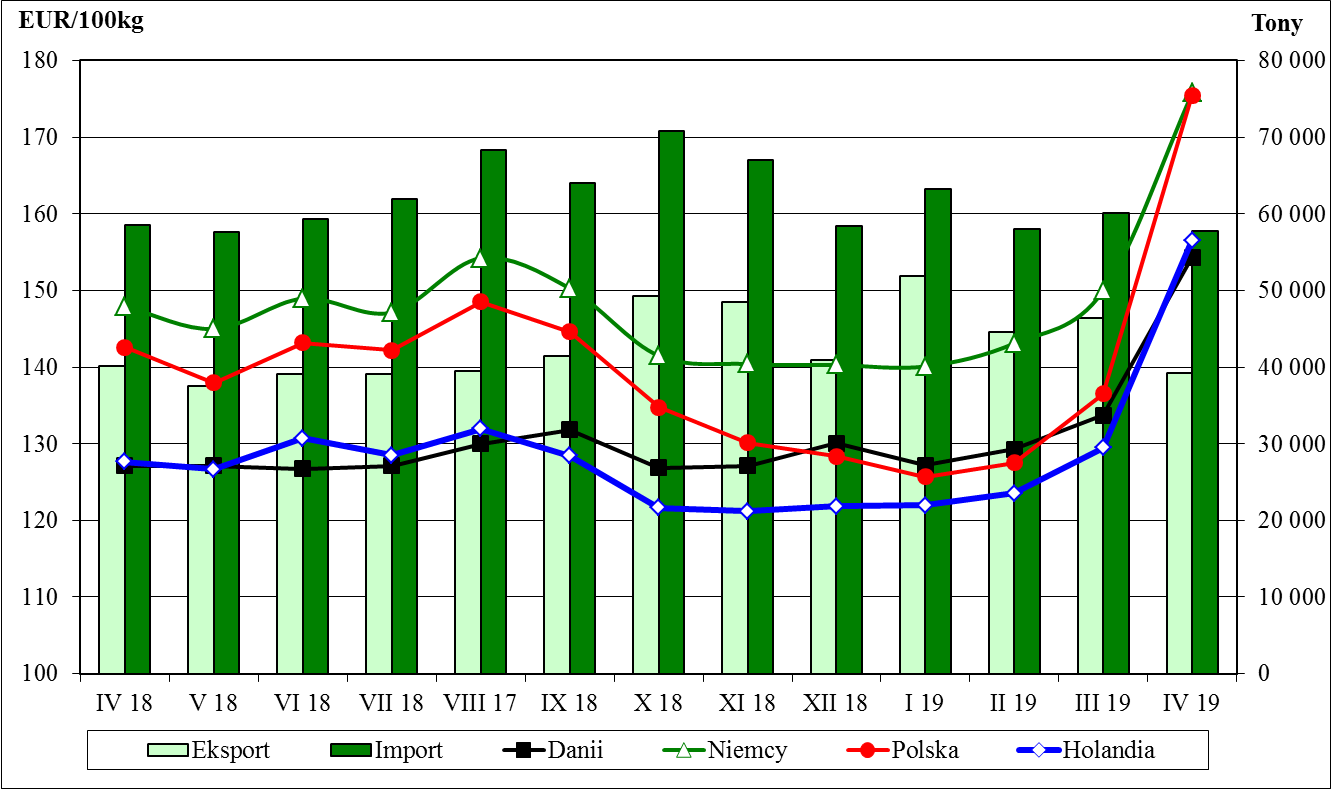 EUR/100kg Tony
180 80 000
170 70 000
160 60 000
150 50 000
140 40 000
130 30 000
120 20 000
110 10 000
100 0
IV 18 V 18 VI 18 VII 18 VIII 17 IX 18 X 18 XI 18 XII 18 I 19 II 19 III 19 IV 19
Eksport Import Danii Niemcy Polska Holandia